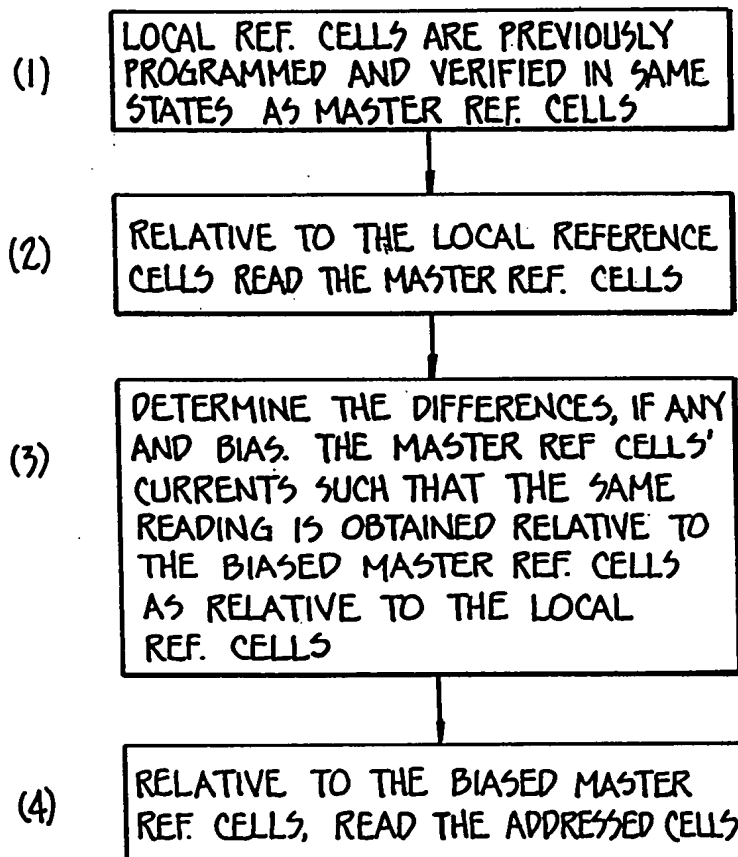 (1)
LOCAL REF. CELLS ARE PREVIOUSLY
PROGRAMMED AND VERIFIED IN SAME
STATES AS MASTER REF. CELLS
(2)
RELATIVE TO THE LOCAL REFERENCE
CELLS READ THE MASTER REF. CELLS
(3)
DETERMINE THE DIFFERENCES, IF ANY
AND BIAS. THE MASTER REF CELLS'
CURRENTS SUCH THAT THE SAME
READING IS OBTAINED RELATIVE TO
THE BIASED MASTER REF. CELLS
AS RELATIVE TO THE LOCAL
REF. CELLS
(4)
RELATIVE TO THE BIASED MASTER
REF. CELLS, READ THE ADDRESSED CELLS